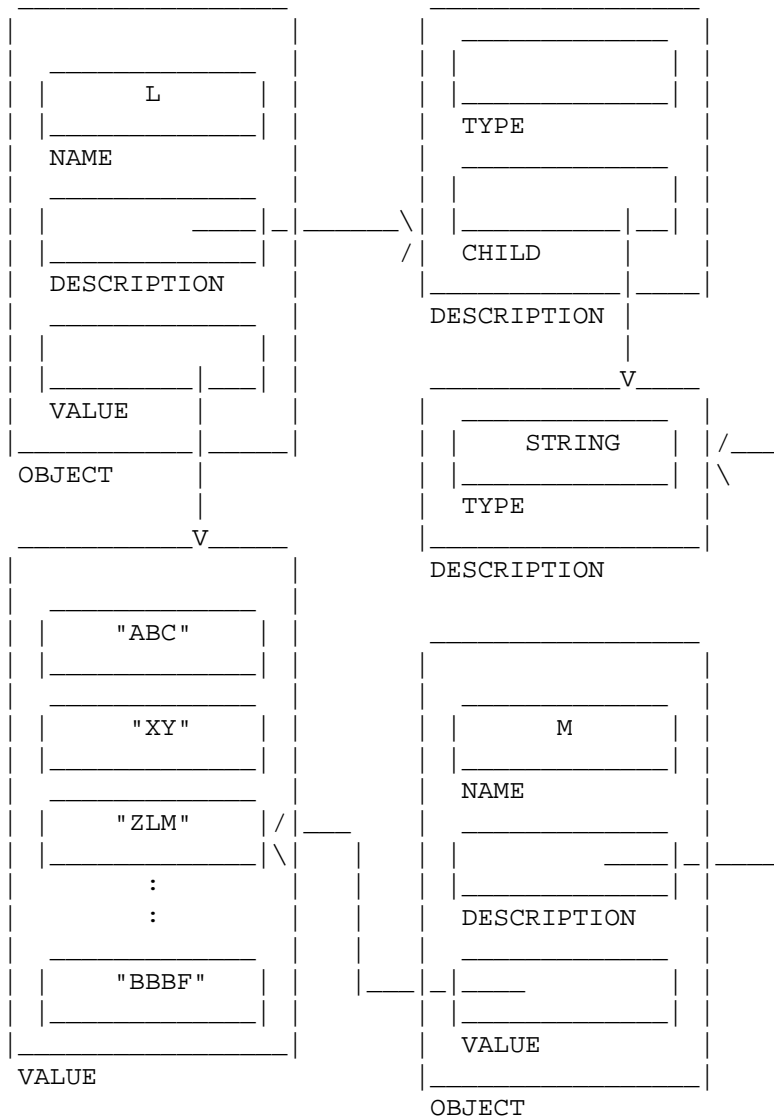 L
NAME
DESCRIPTION
VALUE
OBJECT
TYPE
CHILD
DESCRIPTION
STRING
TYPE
DESCRIPTION
"ABC"
"XY"
"ZLM"
:
:
"BBBF"
VALUE
M
NAME
DESCRIPTION
VALUE
OBJECT